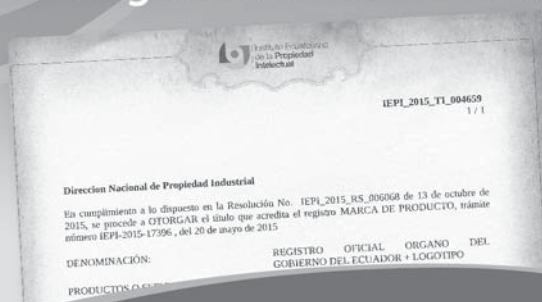 Instituto Ecuatoriano
de la Propiedad
Intelectual
IEPI_2015_TI_004659
1 / 1
Direccion Nacional de Propiedad Industrial
En cumplimiento a lo dispuesto en la Resolución No. IEPI_2015_RS_006068 de 13 de octubre de
2015, se procede a OTORGAR el título que acredita el registro MARCA DE PRODUCTO, trámite
número IEPI-2015-17396 , del 20 de mayo de 2015
DENOMINACIÓN:
REGISTRO OFICIAL ORGANO DEL
GOBIERNO DEL ECUADOR + LOGOTIPO
PRODUCTOS O